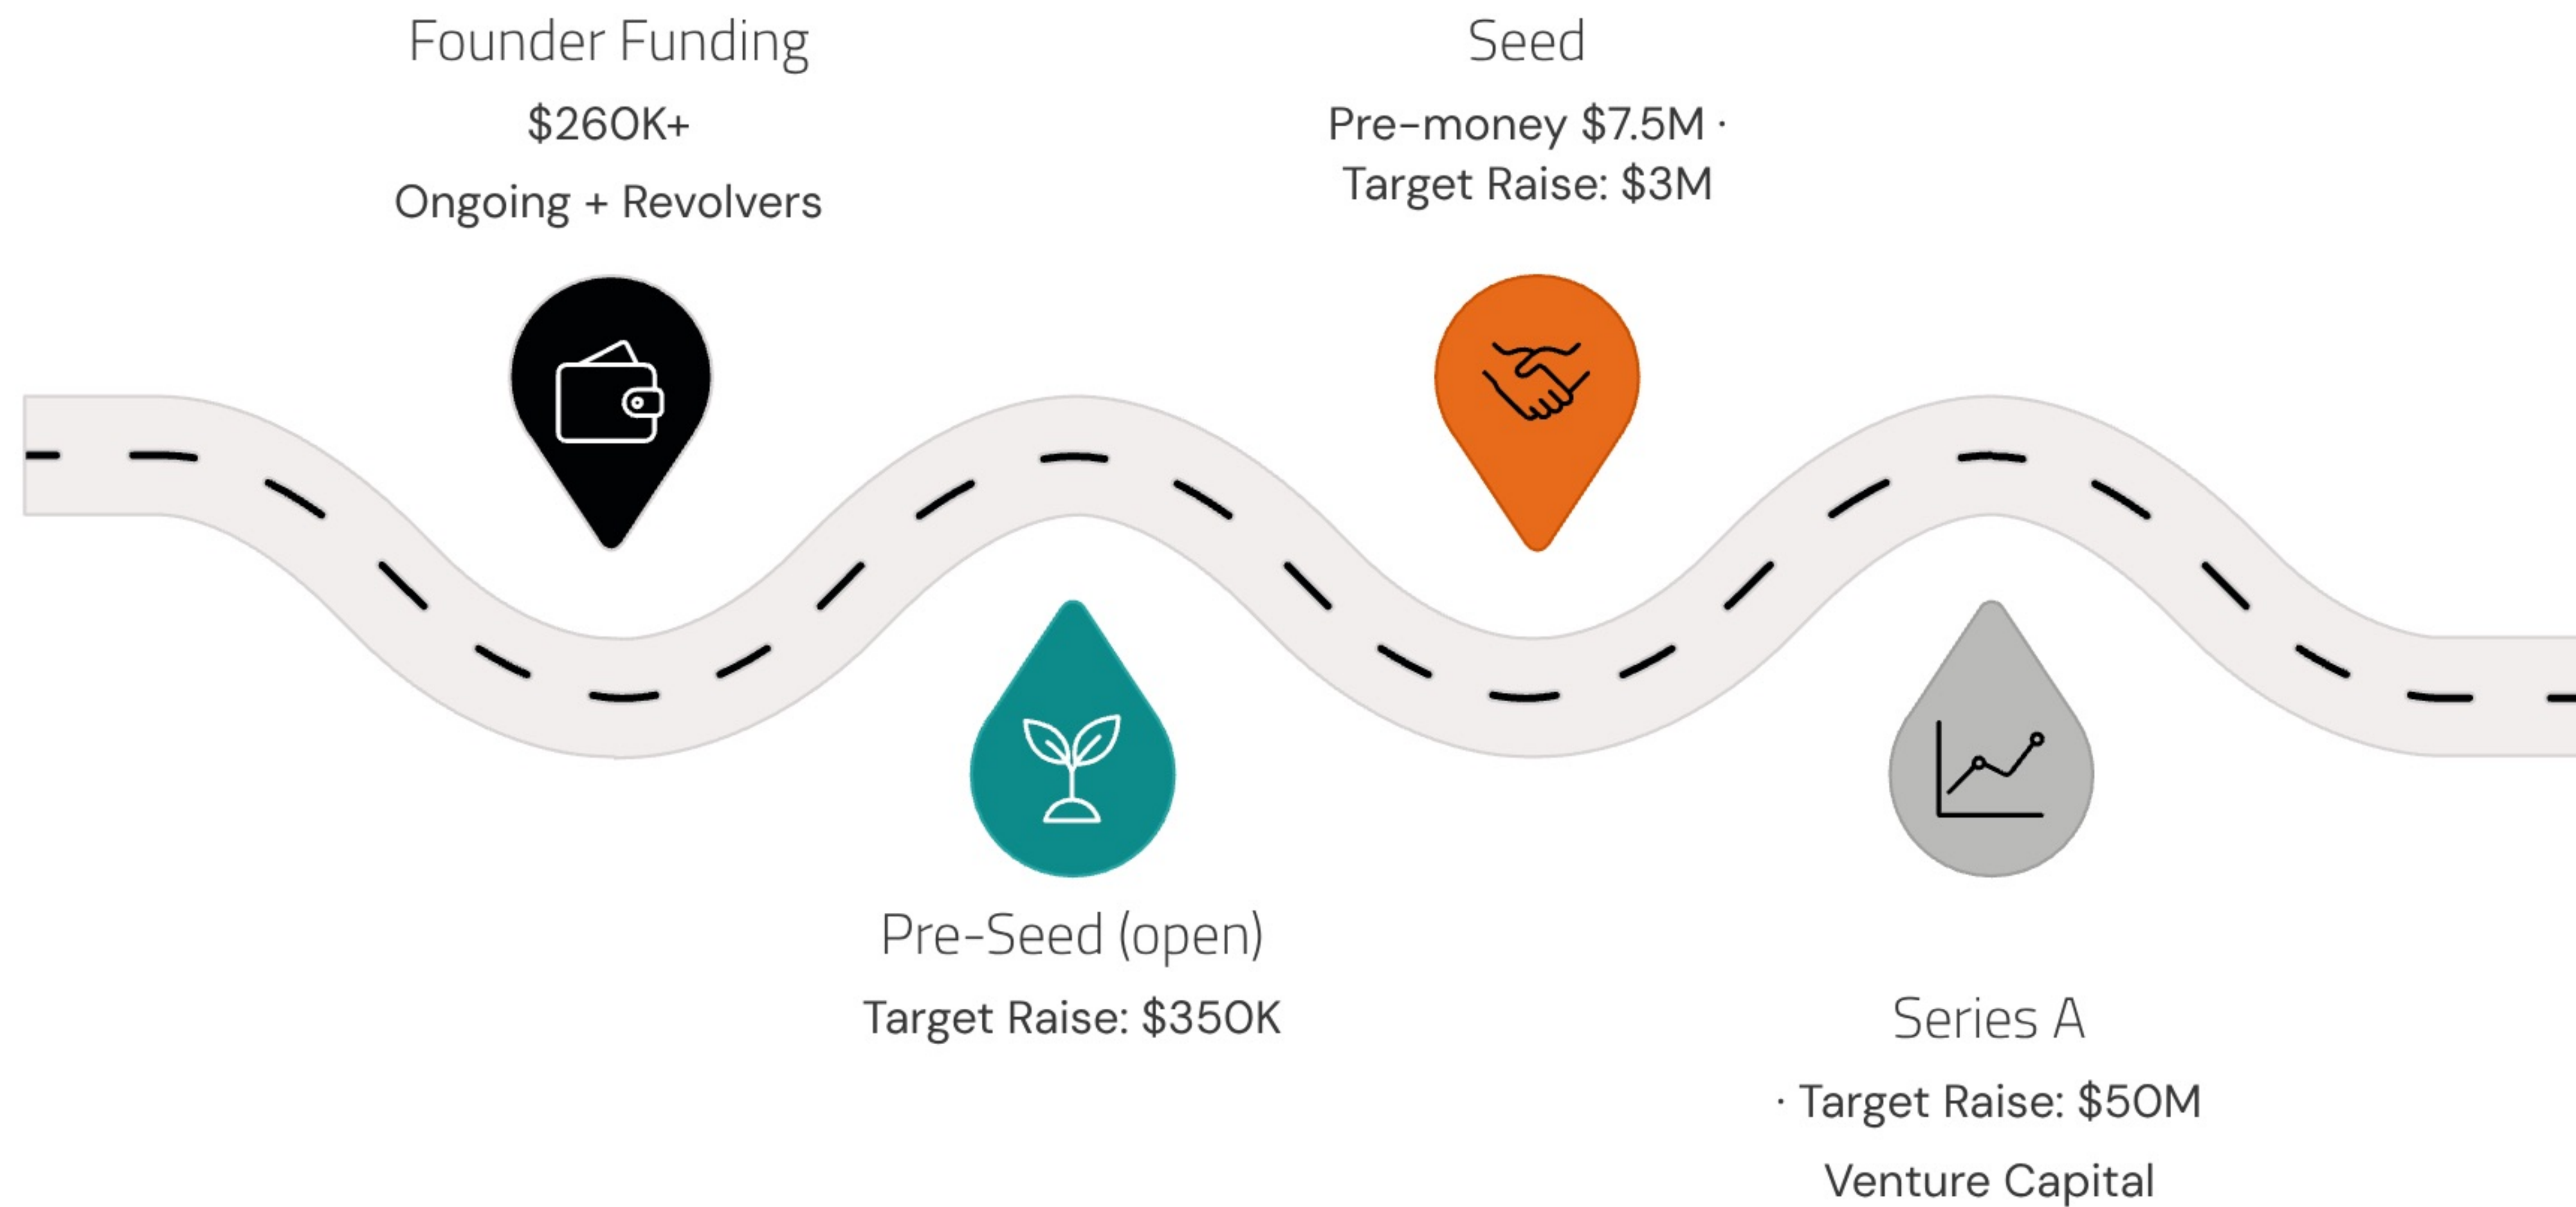 Founder Funding
$260K+
Ongoing + Revolvers
Pre-Seed (open)
Target Raise: $350K
Seed
Pre-money $7.5M ·
Target Raise: $3M
Series A
· Target Raise: $50M
Venture Capital